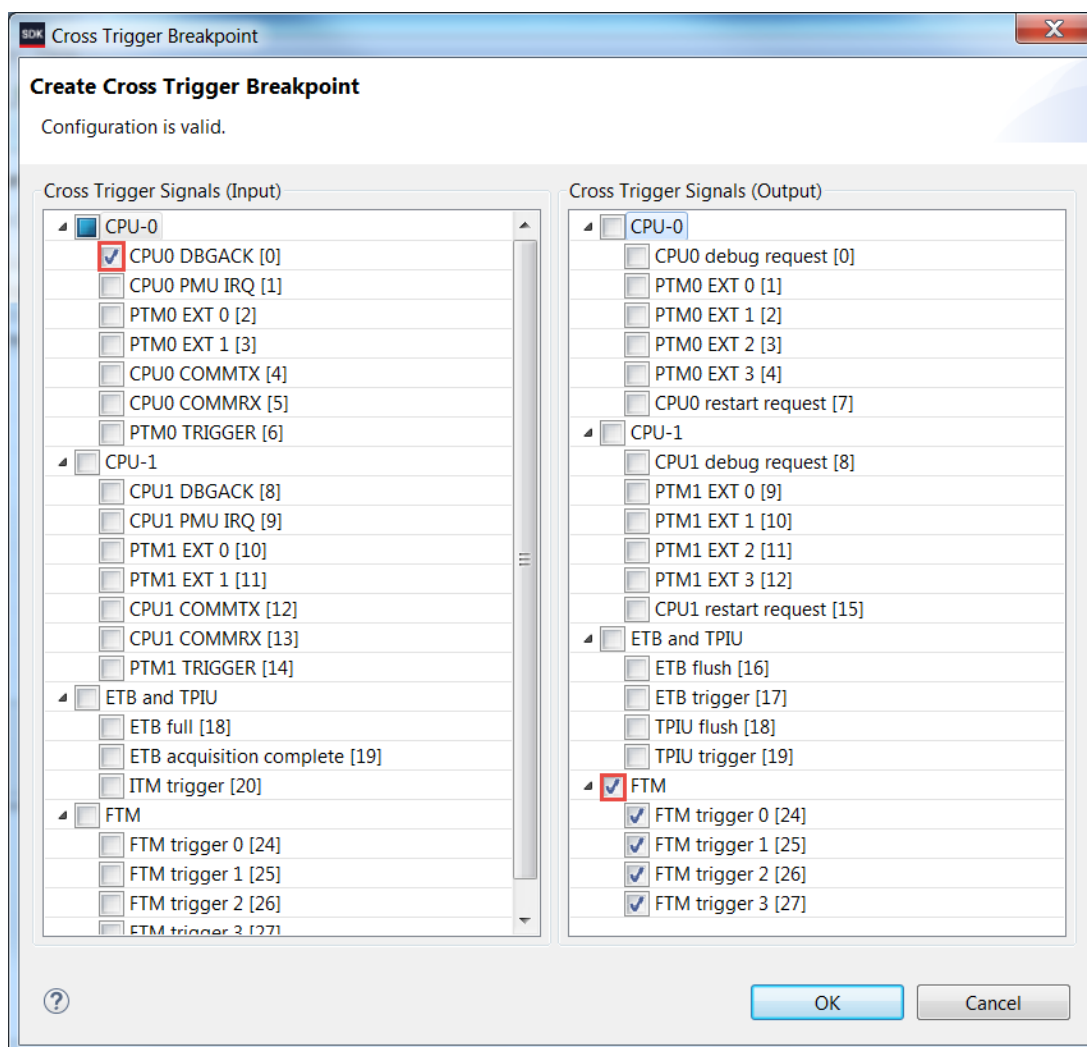 SDK Cross Trigger Breakpoint
X
Create Cross Trigger Breakpoint
Configuration is valid.
Cross Trigger Signals (Input)
CPU-0
CPU0 DBGACK [0]
CPU0 PMU IRQ [1]
PTM0 EXT 0 [2]
PTM0 EXT 1 [3]
CPU0 COMMTX [4]
CPU0 COMMRX [5]
PTM0 TRIGGER [6]
CPU-1
CPU1 DBGACK [8]
CPU1 PMU IRQ [9]
PTM1 EXT 0 [10]
PTM1 EXT 1 [11]
CPU1 COMMTX [12]
CPU1 COMMRX [13]
PTM1 TRIGGER [14]
ETB and TPIU
ETB full [18]
ETB acquisition complete [19]
ITM trigger [20]
FTM
FTM trigger 0 [24]
FTM trigger 1 [25]
FTM trigger 2 [26]
FTM trigger 3 [27]
Cross Trigger Signals (Output)
CPU-0
CPU0 debug request [0]
PTM0 EXT 0 [1]
PTM0 EXT 1 [2]
PTM0 EXT 2 [3]
PTM0 EXT 3 [4]
CPU0 restart request [7]
CPU-1
CPU1 debug request [8]
PTM1 EXT 0 [9]
PTM1 EXT 1 [10]
PTM1 EXT 2 [11]
PTM1 EXT 3 [12]
CPU1 restart request [15]
ETB and TPIU
ETB flush [16]
ETB trigger [17]
TPIU flush [18]
TPIU trigger [19]
FTM
FTM trigger 0 [24]
FTM trigger 1 [25]
FTM trigger 2 [26]
FTM trigger 3 [27]
?
OK
Cancel